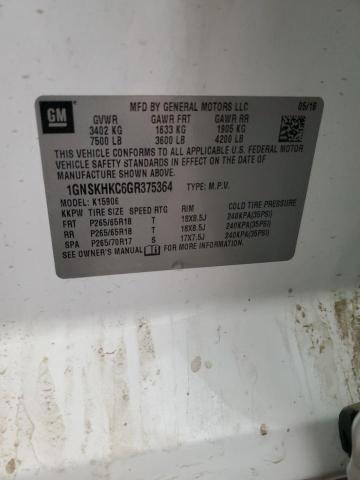 GM
MFD BY GENERAL MOTORS LLC 05/16
GVWR GAWR FRT GAWR RR
3402 KG 1633 KG 1905 KG
7500 LB 3600 LB 4200 LB
THIS VEHICLE CONFORMS TO ALL APPLICABLE U.S. FEDERAL MOTOR
VEHICLE SAFETY STANDARDS IN EFFECT ON THE DATE OF
MANUFACTURE SHOWN ABOVE.
1GNSKHKC6GR375364 TYPE: M.P.V.
MODEL: K15906
KKPW TIRE SIZE SPEED RTG RIM COLD TIRE PRESSURE
FRT P265/65R18 T 18X8.5J 240KPA(35PSI)
RR P265/65R18 T 18X8.5J 240KPA(35PSI)
SPA P265/70R17 S 17X7.5J 240KPA(35PSI)
SEE OWNER'S MANUAL